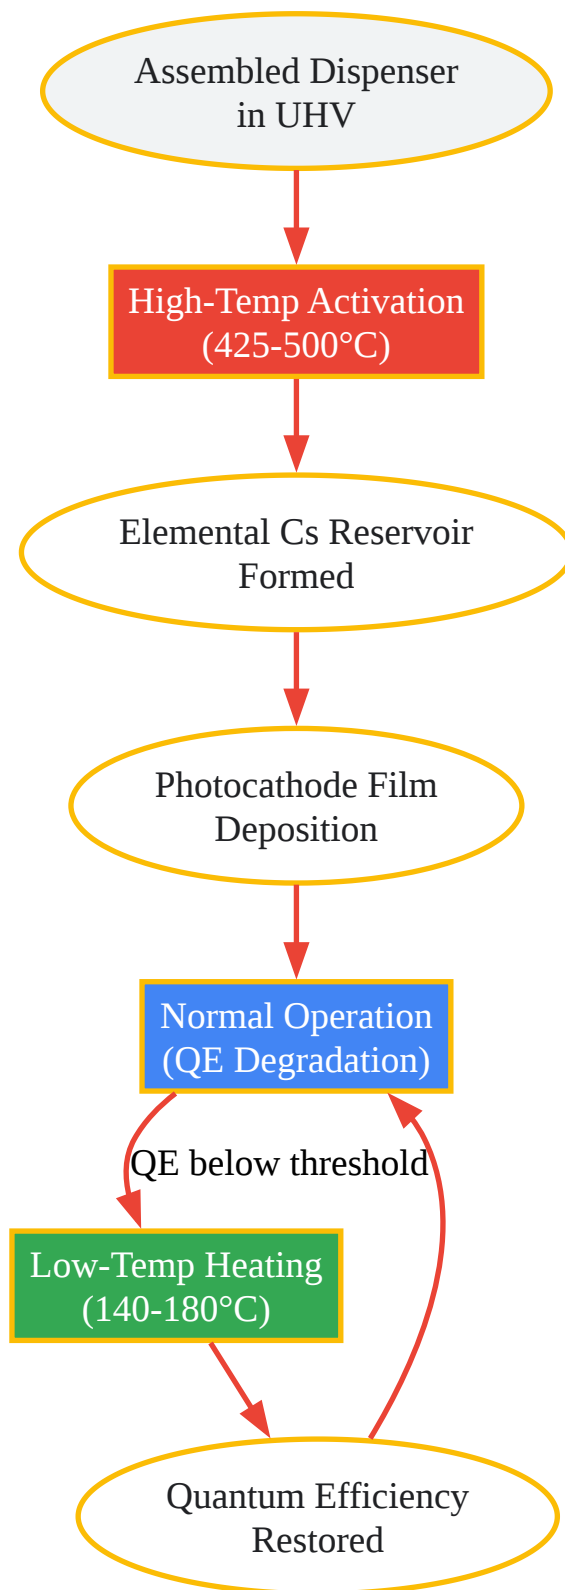 Assembled Dispenser
in UHV
High-Temp Activation
(425-500°C)
Elemental Cs Reservoir
Formed
Photocathode Film
Deposition
Normal Operation
(QE Degradation)
QE below threshold
Low-Temp Heating
(140-180°C)
Quantum Efficiency
Restored